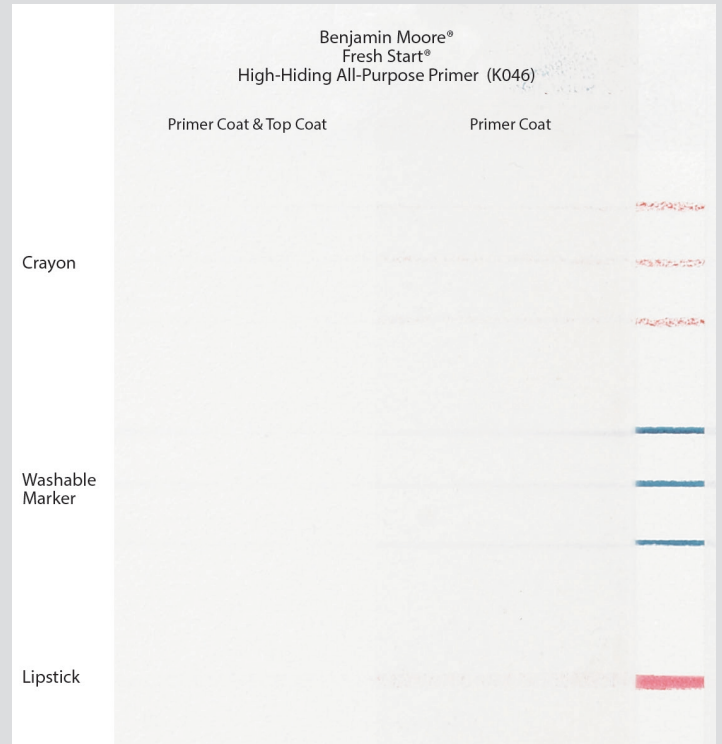 Benjamin Moore®
Fresh Start®
High-Hiding All-Purpose Primer (K046)
Primer Coat & Top Coat
Primer Coat
Crayon
Washable
Marker
Lipstick